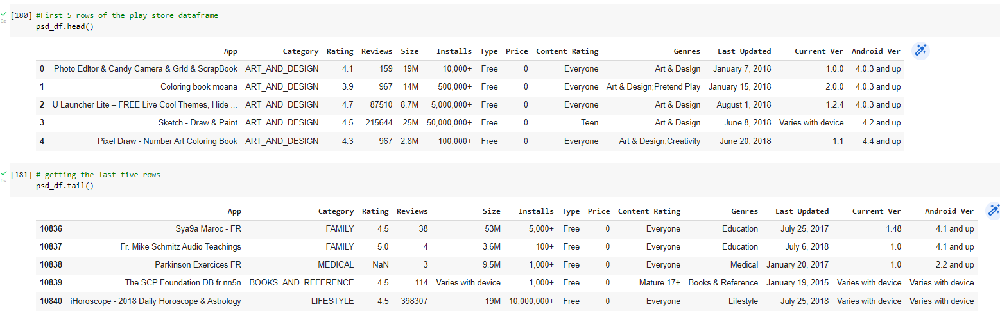 [180] #First 5 rows of the play store dataframe
0s psd_df.head()
App Category Rating Reviews Size Installs Type Price Content Rating Genres Last Updated Current Ver Android Ver
0 Photo Editor & Candy Camera & Grid & ScrapBook ART_AND_DESIGN 4.1 159 19M 10,000+ Free 0 Everyone Art & Design January 7, 2018 1.0.0 4.0.3 and up
1 Coloring book moana ART_AND_DESIGN 3.9 967 14M 500,000+ Free 0 Everyone Art & Design;Pretend Play January 15, 2018 2.0.0 4.0.3 and up
2 U Launcher Lite – FREE Live Cool Themes, Hide ... ART_AND_DESIGN 4.7 87510 8.7M 5,000,000+ Free 0 Everyone Art & Design August 1, 2018 1.2.4 4.0.3 and up
3 Sketch - Draw & Paint ART_AND_DESIGN 4.5 215644 25M 50,000,000+ Free 0 Teen Art & Design June 8, 2018 Varies with device 4.2 and up
4 Pixel Draw - Number Art Coloring Book ART_AND_DESIGN 4.3 967 2.8M 100,000+ Free 0 Everyone Art & Design;Creativity June 20, 2018 1.1 4.4 and up
[181] # getting the last five rows
0s psd_df.tail()
App Category Rating Reviews Size Installs Type Price Content Rating Genres Last Updated Current Ver Android Ver
10836 Sya9a Maroc - FR FAMILY 4.5 38 53M 5,000+ Free 0 Everyone Education July 25, 2017 1.48 4.1 and up
10837 Fr. Mike Schmitz Audio Teachings FAMILY 5.0 4 3.6M 100+ Free 0 Everyone Education July 6, 2018 1.0 4.1 and up
10838 Parkinson Exercices FR MEDICAL NaN 3 9.5M 1,000+ Free 0 Everyone Medical January 20, 2017 1.0 2.2 and up
10839 The SCP Foundation DB fr nn5n BOOKS_AND_REFERENCE 4.5 114 Varies with device 1,000+ Free 0 Mature 17+ Books & Reference January 19, 2015 Varies with device Varies with device
10840 iHoroscope - 2018 Daily Horoscope & Astrology LIFESTYLE 4.5 398307 19M 10,000,000+ Free 0 Everyone Lifestyle July 25, 2018 Varies with device Varies with device